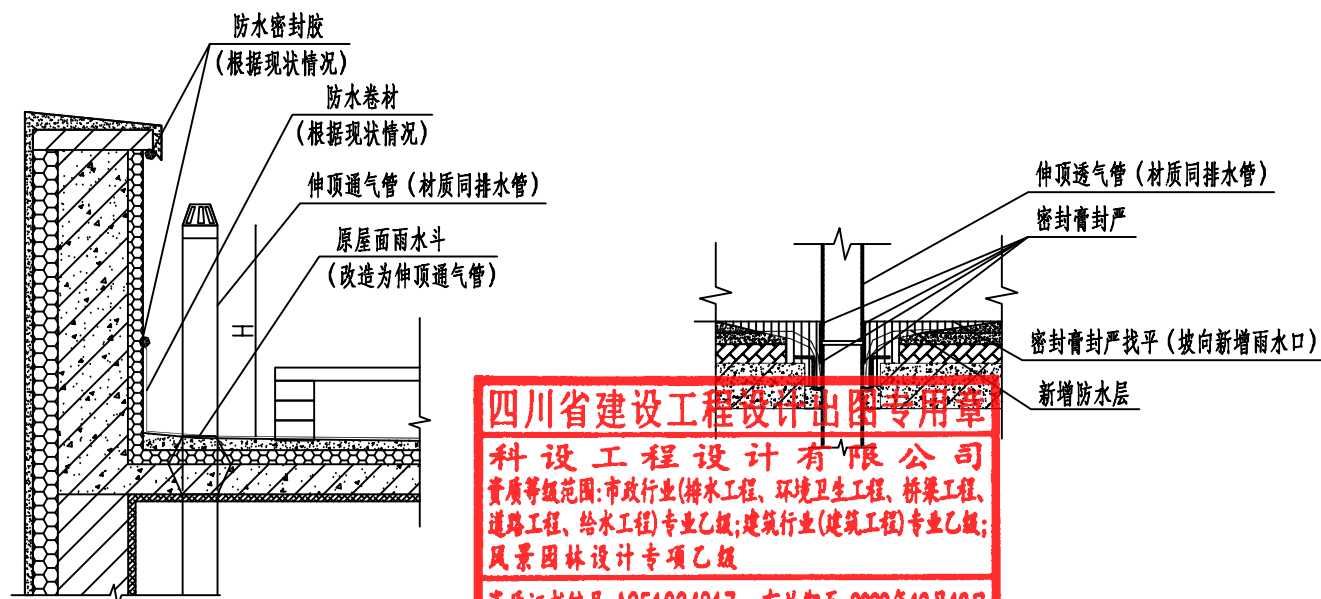 防水密封胶
(根据现状情况)
防水卷材
(根据现状情况)
伸顶通气管(材质同排水管)
原屋面雨水斗
(改造为伸顶通气管)
H
伸顶透气管(材质同排水管)
密封膏封严
密封膏封严找平(坡向新增雨水口)
新增防水层
四川省建设工程设计出图专用章
科设工程设计有限公司
资质等级范围:市政行业(排水工程、环境卫生工程、桥梁工程、
道路工程、给水工程)专业乙级;建筑行业(建筑工程)专业乙级;
风景园林设计专项乙级